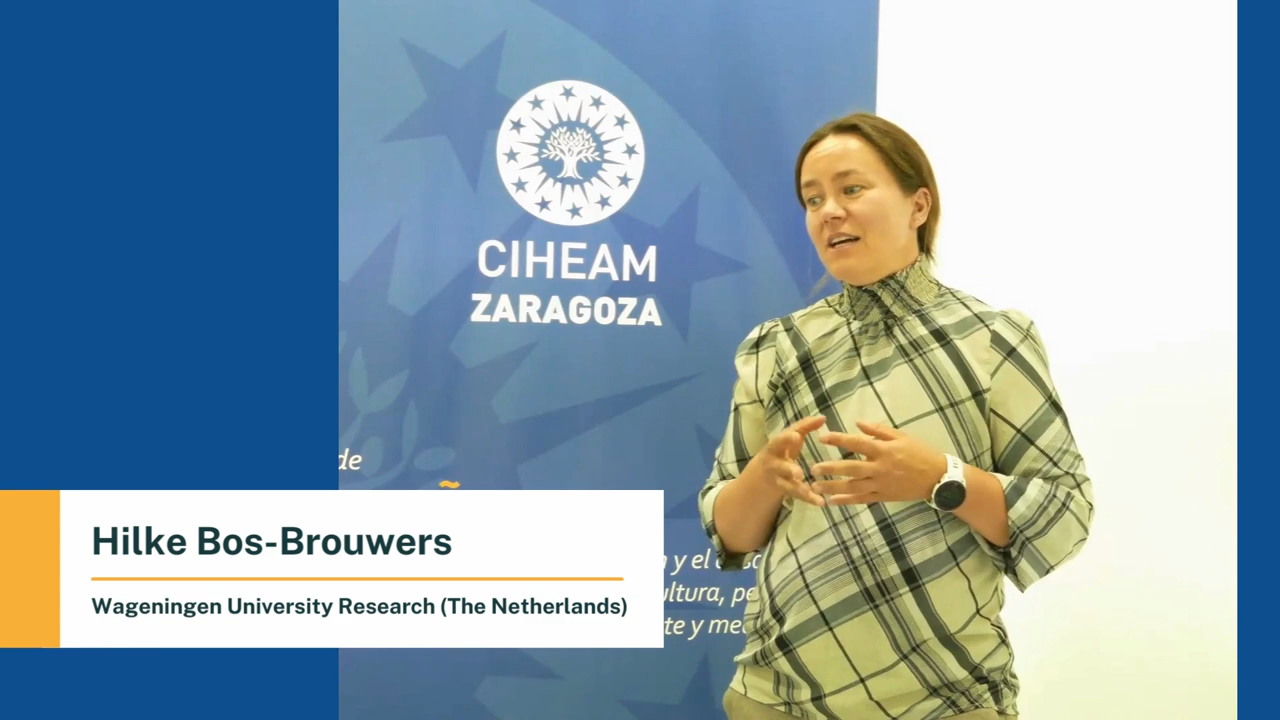 CIHEAM
ZARAGOZA
de
Hilke Bos-Brouwers
Wageningen University Research (The Netherlands)
y el
ultura, pe
te y me